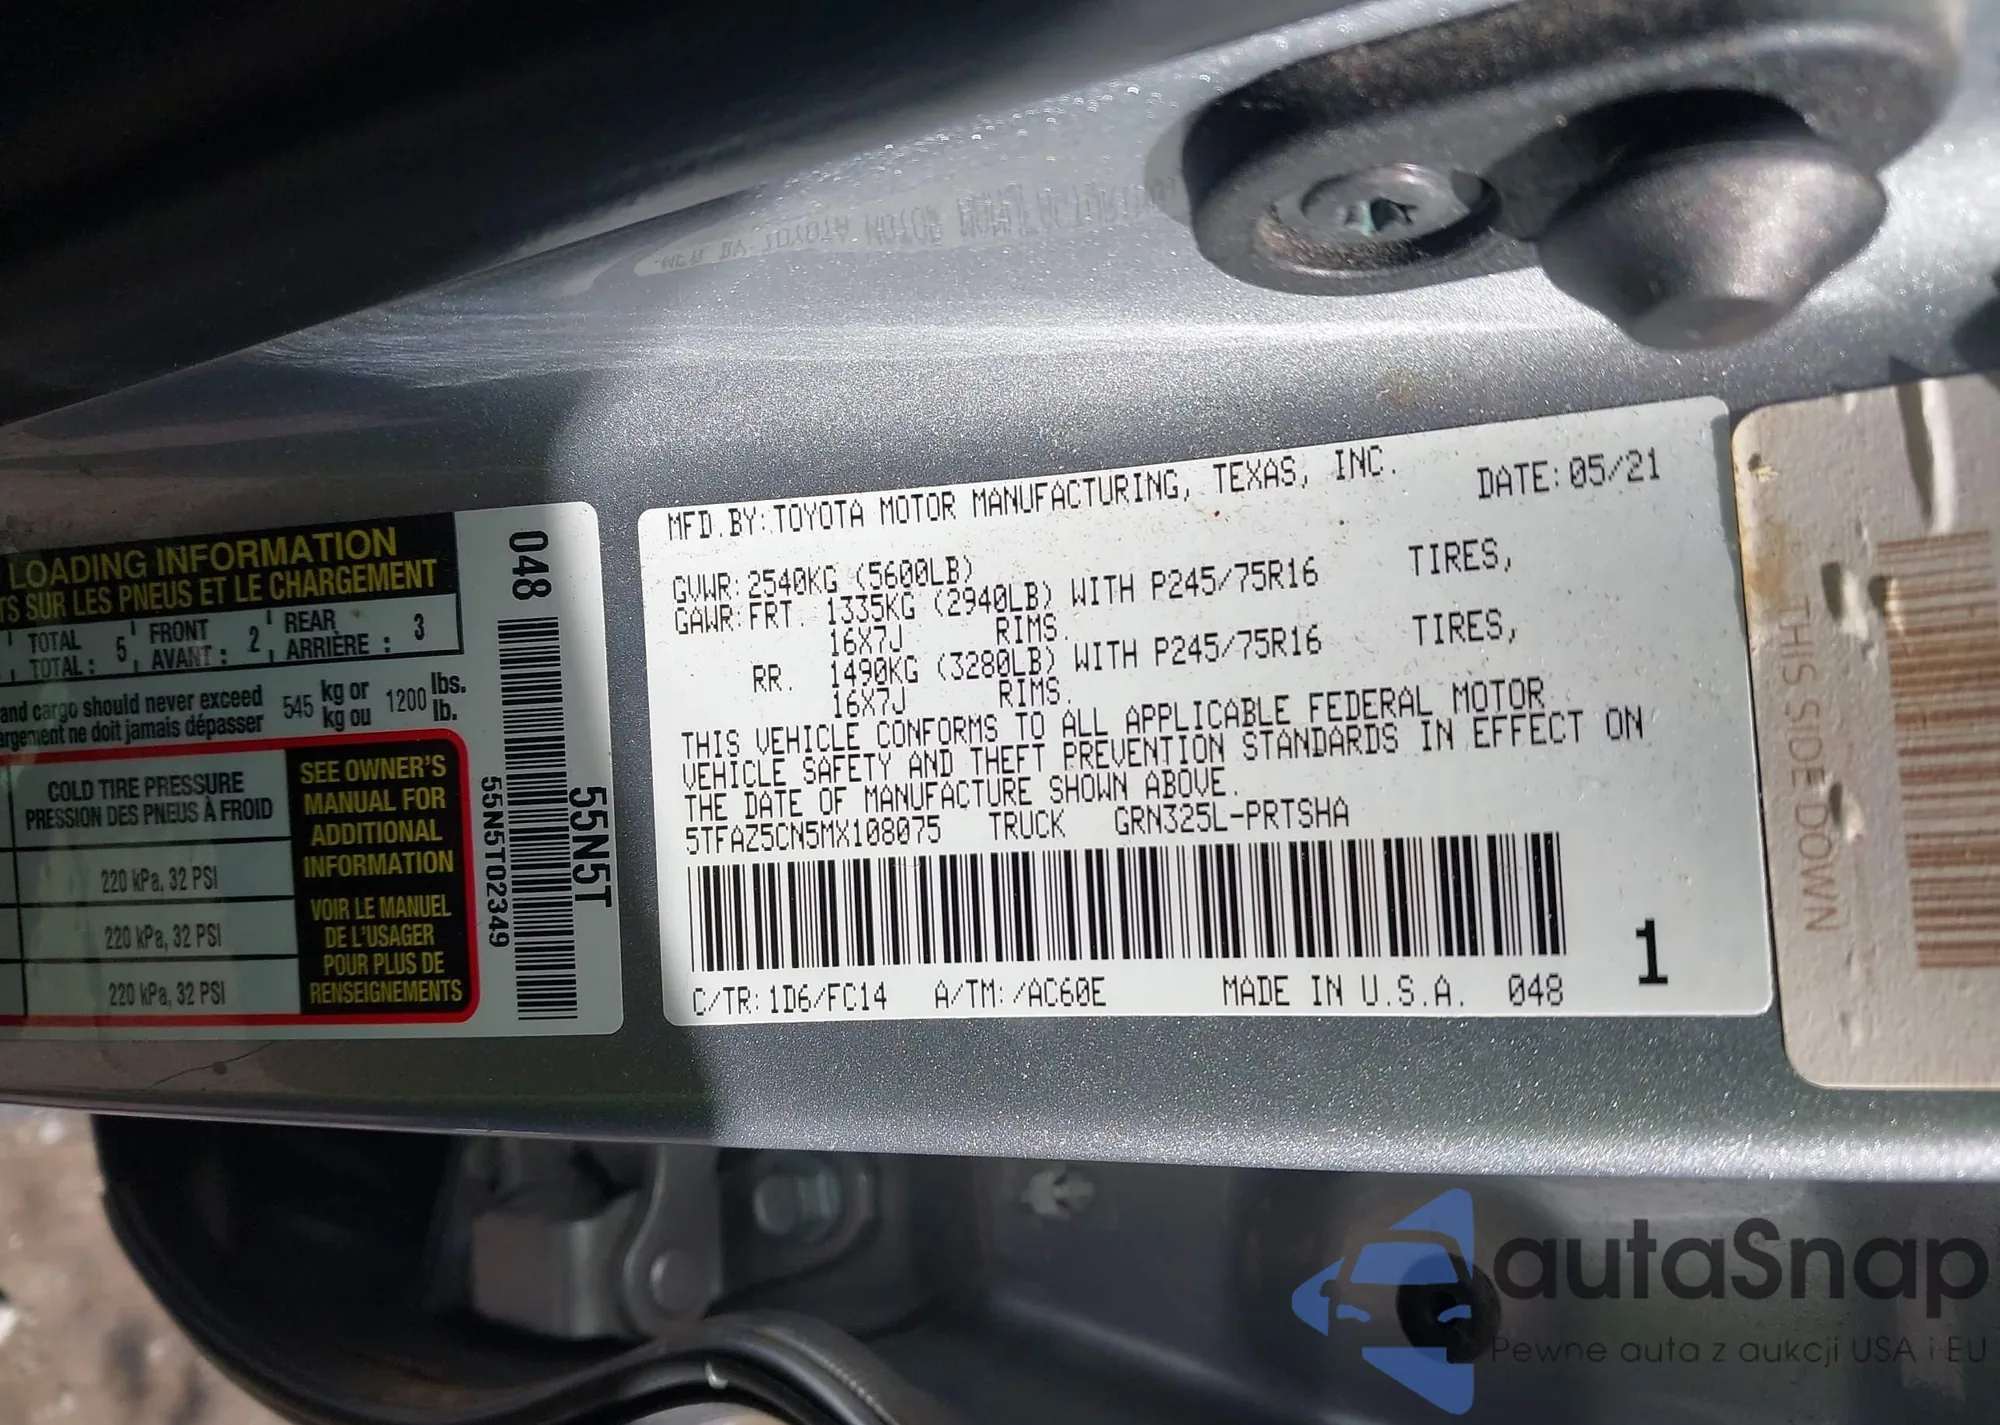 LOADING INFORMATION
TS SUR LES PNEUS ET LE CHARGEMENT
TOTAL FRONT REAR
TOTAL : 5 AVANT : 2 ARRIÈRE : 3
and cargo should never exceed 545 kg or 1200 lbs.
argement ne doit jamais dépasser kg ou lb.
COLD TIRE PRESSURE
PRESSION DES PNEUS À FROID
220 kPa, 32 PSI
220 kPa, 32 PSI
220 kPa, 32 PSI
SEE OWNER'S
MANUAL FOR
ADDITIONAL
INFORMATION
VOIR LE MANUEL
DE L'USAGER
POUR PLUS DE
RENSEIGNEMENTS
048
55N5T02349
55N5T
MFD.BY:TOYOTA MOTOR MANUFACTURING, TEXAS, INC. DATE:05/21
GVWR:2540KG (5600LB)
GAWR:FRT. 1335KG (2940LB) WITH P245/75R16 TIRES,
16X7J RIMS.
RR. 1490KG (3280LB) WITH P245/75R16 TIRES,
16X7J RIMS.
THIS VEHICLE CONFORMS TO ALL APPLICABLE FEDERAL MOTOR
VEHICLE SAFETY AND THEFT PREVENTION STANDARDS IN EFFECT ON
THE DATE OF MANUFACTURE SHOWN ABOVE.
5TFAZ5CN5MX108075 TRUCK GRN325L-PRTSHA
1
C/TR:1D6/FC14 A/TM:/AC60E MADE IN U.S.A. 048
THIS SIDE DOWN
autaSnap
Pewne auta z aukcji USA i EU